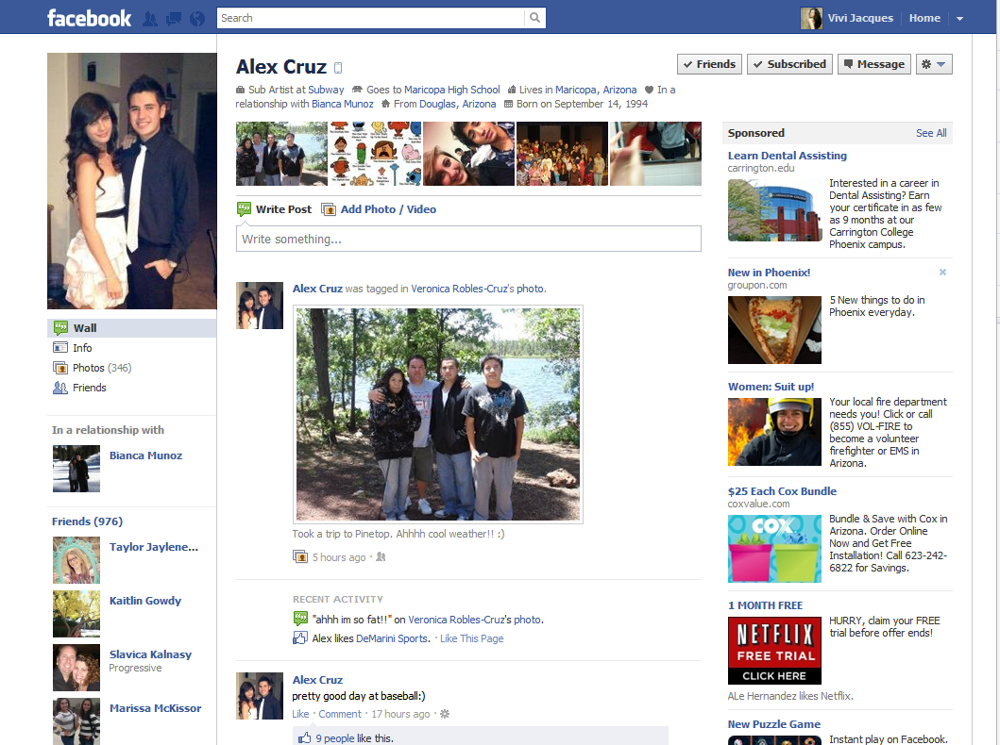 facebook
Search
Vivi Jacques
Home
Alex Cruz
Friends
Subscribed
Message
Sub Artist at Subway Goes to Maricopa High School Lives in Maricopa, Arizona In a
relationship with Bianca Munoz From Douglas, Arizona Born on September 14, 1994
Write Post Add Photo / Video
Write something...
Alex Cruz was tagged in Veronica Robles-Cruz's photo.
Took a trip to Pinetop. Ahhhh cool weather!! :)
5 hours ago ·
RECENT ACTIVITY
"ahhh im so fat!!" on Veronica Robles-Cruz's photo.
Alex likes DeMarini Sports. · Like This Page
Alex Cruz
pretty good day at baseball:)
Like · Comment · 17 hours ago ·
9 people like this.
Wall
Info
Photos (346)
Friends
In a relationship with
Bianca Munoz
Friends (976)
Taylor Jaylene...
Kaitlin Gowdy
Slavica Kalnasy
Progressive
Marissa McKissor
Sponsored See All
Learn Dental Assisting
carrington.edu
Interested in a career in
Dental Assisting? Earn
your certificate in as few
as 9 months at our
Carrington College
Phoenix campus.
New in Phoenix!
groupon.com
5 New things to do in
Phoenix everyday.
Women: Suit up!
Your local fire department
needs you! Click or call
(855) VOL-FIRE to
become a volunteer
firefighter or EMS in
Arizona.
$25 Each Cox Bundle
coxvalue.com
COX
Bundle & Save with Cox in
Arizona. Order Online
Now and Get Free
Installation! Call 623-242-
6822 for Savings.
1 MONTH FREE
NETFLIX
FREE TRIAL
CLICK HERE
HURRY, claim your FREE
trial before offer ends!
ALe Hernandez likes Netflix.
New Puzzle Game
Instant play on Facebook.